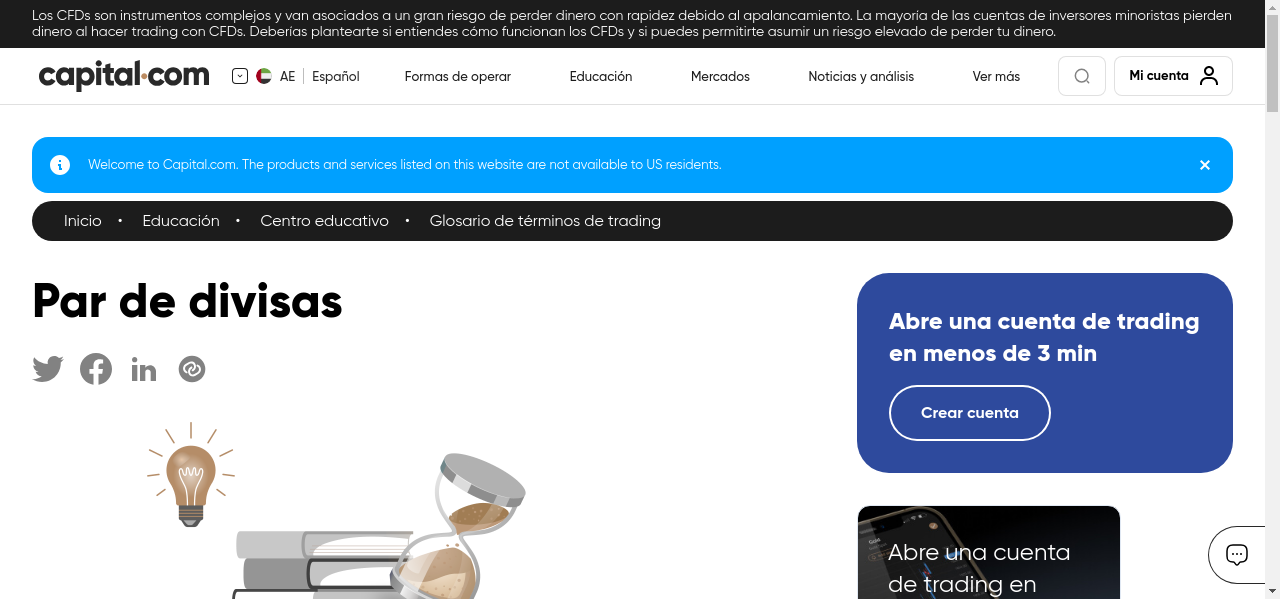 Los CFDs son instrumentos complejos y van asociados a un gran riesgo de perder dinero con rapidez debido al apalancamiento. La mayoría de las cuentas de inversores minoristas pierden
dinero al hacer trading con CFDs. Deberías plantearte si entiendes cómo funcionan los CFDs y si puedes permitirte asumir un riesgo elevado de perder tu dinero.
capital.com
AE Español
Formas de operar
Educación
Mercados
Noticias y análisis
Ver más
Mi cuenta
Welcome to Capital.com. The products and services listed on this website are not available to US residents.
Inicio • Educación • Centro educativo • Glosario de términos de trading
Par de divisas
Abre una cuenta de trading
en menos de 3 min
Crear cuenta
Abre una cuenta
de trading en